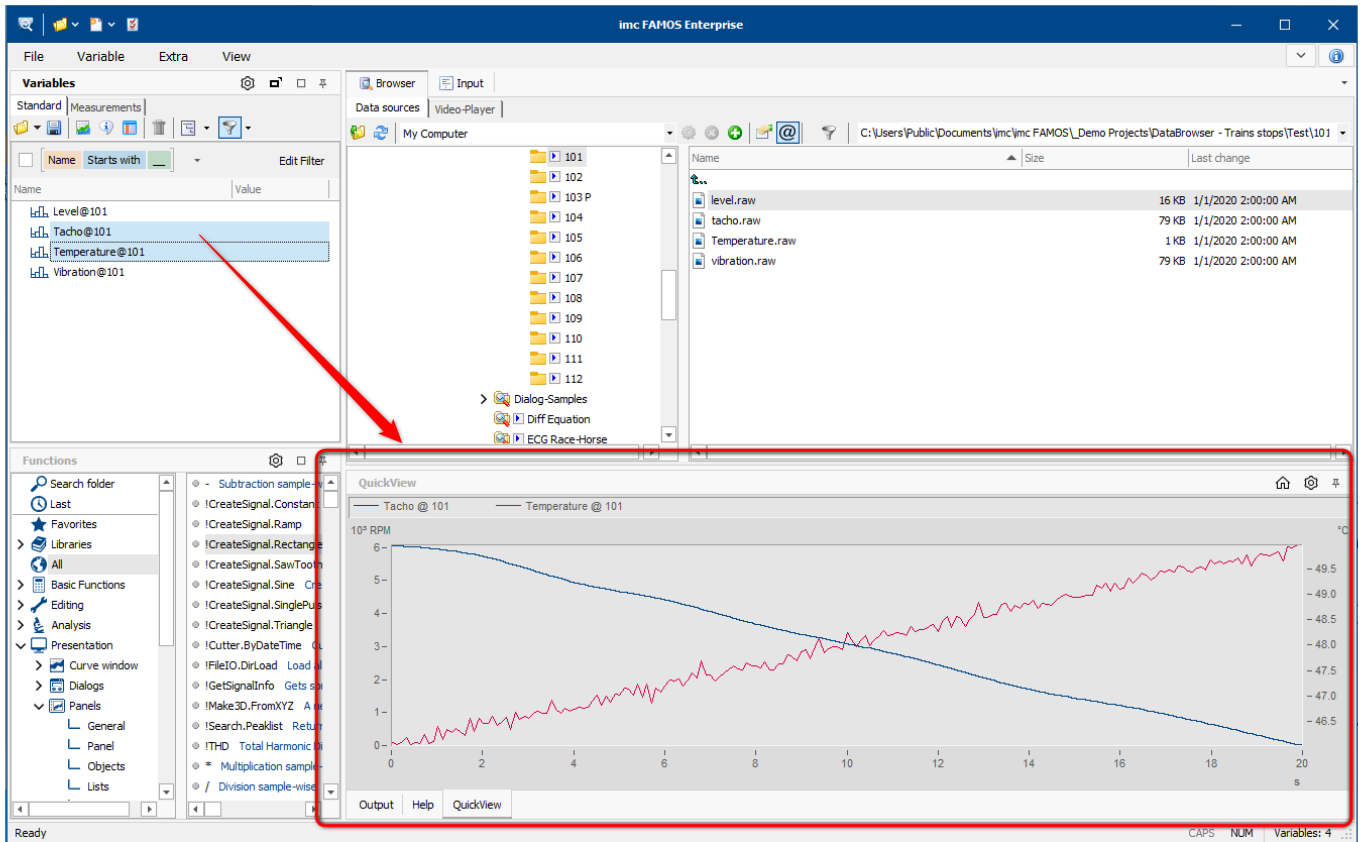 imc FAMOS Enterprise
File Variable Extra View
Variables
Standard Measurements
Name Starts with __ Edit Filter
Name Value
Level@101
Tacho@101
Temperature@101
Vibration@101
Browser Input
Data sources Video-Player
My Computer
C:\Users\Public\Documents\imc\imc FAMOS\_Demo Projects\DataBrowser - Trains stops\Test\101
101
102
103 P
104
105
106
107
108
109
110
111
112
Dialog-Samples
Diff Equation
ECG Race-Horse
Name Size Last change
level.raw 16 KB 1/1/2020 2:00:00 AM
tacho.raw 79 KB 1/1/2020 2:00:00 AM
Temperature.raw 1 KB 1/1/2020 2:00:00 AM
vibration.raw 79 KB 1/1/2020 2:00:00 AM
Functions
Search folder
Last
Favorites
Libraries
All
Basic Functions
Editing
Analysis
Presentation
Curve window
Dialogs
Panels
General
Panel
Objects
Lists
- Subtraction sample-w
!CreateSignal.Constan
!CreateSignal.Ramp
!CreateSignal.Rectangle
!CreateSignal.SawTooth
!CreateSignal.Sine Cre
!CreateSignal.SinglePuls
!CreateSignal.Triangle
!Cutter.ByDateTime
!FileIO.DirLoad Load al
!GetSignalInfo Gets so
!Make3D.FromXYZ A ne
!Search.Peaklist Return
!THD Total Harmonic Di
* Multiplication sample-
/ Division sample-wise
QuickView
Tacho @ 101 Temperature @ 101
10³ RPM °C
6
5
4
3
2
1
0
49.5
49.0
48.5
48.0
47.5
47.0
46.5
0 2 4 6 8 10 12 14 16 18 20
s
Output Help QuickView
Ready CAPS NUM Variables: 4